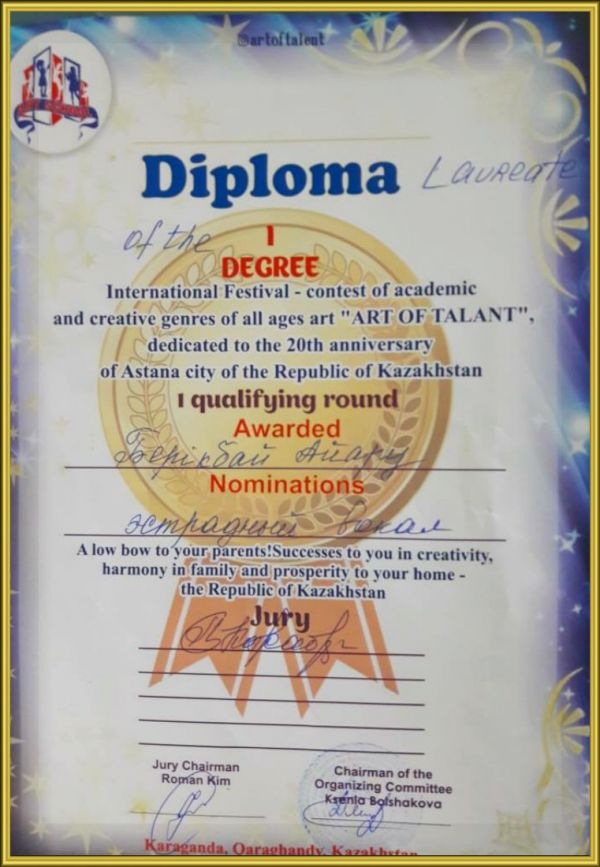 @artoftalent
Diploma Laureate
of the I
DEGREE
International Festival - contest of academic
and creative genres of all ages art "ART OF TALANT",
dedicated to the 20th anniversary
of Astana city of the Republic of Kazakhstan
1 qualifying round
Awarded
Берікбай Айару
Nominations
эстрадный вокал
A low bow to your parents!Successes to you in creativity,
harmony in family and prosperity to your home -
the Republic of Kazakhstan
Jury
Jury Chairman
Roman Kim
Chairman of the
Organizing Committee
Ksenia Bolshakova
Karaganda, Qaraghandy, Kazakhstan